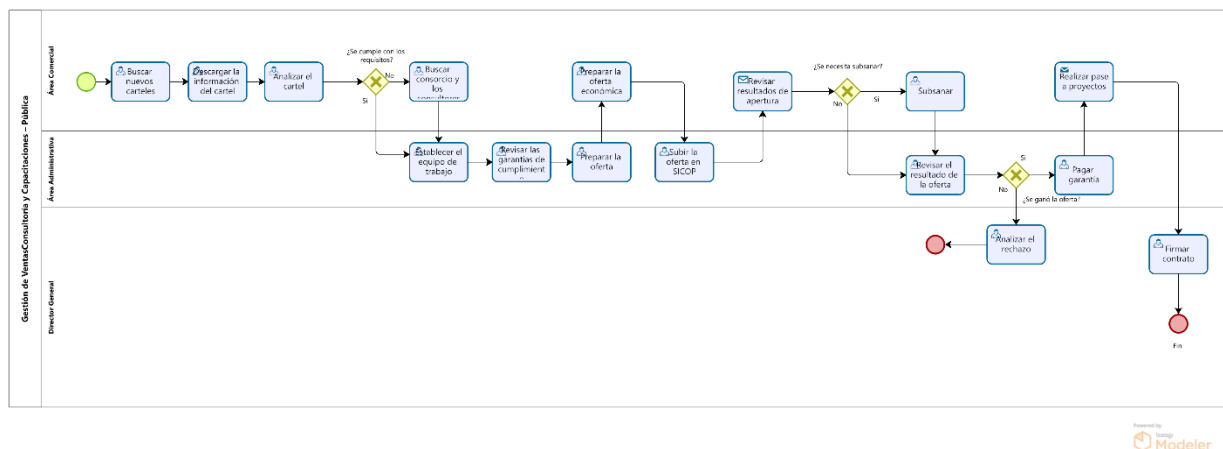 Gestión de VentasConsultoría y Capacitaciones – Pública
Área Comercial
Buscar
nuevos
carteles
Descargar la
información
del cartel
Analizar el
cartel
¿Se cumple con los
requisitos?
No
Si
Buscar
consorcio y
los
consultores
Preparar la
oferta
económica
Revisar
resultados de
apertura
¿Se necesita subsanar?
No
Si
Subsanar
Realizar pase
a proyectos
Área Administrativa
Establecer el
equipo de
trabajo
Revisar las
garantías de
cumplimient
Preparar la
oferta
Subir la
oferta en
SICOP
Revisar el
resultado de
la oferta
Si
No
¿Se ganó la oferta?
Pagar
garantía
Director General
Analizar el
rechazo
Firmar
contrato
Fin
Powered by
bizagi
Modeler